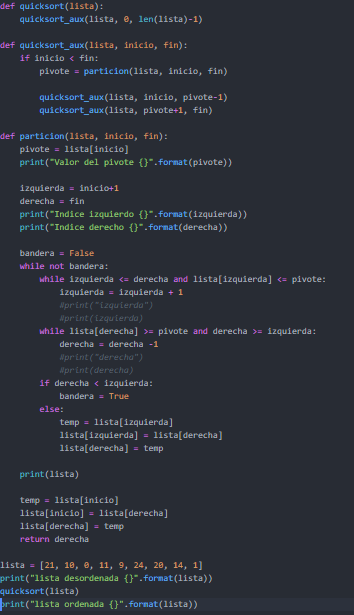 def quicksort(lista):
    quicksort_aux(lista, 0, len(lista)-1)

def quicksort_aux(lista, inicio, fin):
    if inicio < fin:
        pivote = particion(lista, inicio, fin)

        quicksort_aux(lista, inicio, pivote-1)
        quicksort_aux(lista, pivote+1, fin)

def particion(lista, inicio, fin):
    pivote = lista[inicio]
    print("Valor del pivote {}".format(pivote))

    izquierda = inicio+1
    derecha = fin
    print("Indice izquierdo {}".format(izquierda))
    print("Indice derecho {}".format(derecha))

    bandera = False
    while not bandera:
        while izquierda <= derecha and lista[izquierda] <= pivote:
            izquierda = izquierda + 1
            #print("izquierda")
            #print(izquierda)
        while lista[derecha] >= pivote and derecha >= izquierda:
            derecha = derecha -1
            #print("derecha")
            #print(derecha)
        if derecha < izquierda:
            bandera = True
        else:
            temp = lista[izquierda]
            lista[izquierda] = lista[derecha]
            lista[derecha] = temp

    print(lista)

    temp = lista[inicio]
    lista[inicio] = lista[derecha]
    lista[derecha] = temp
    return derecha

lista = [21, 10, 0, 11, 9, 24, 20, 14, 1]
print("lista desordenada {}".format(lista))
quicksort(lista)
print("lista ordenada {}".format(lista))